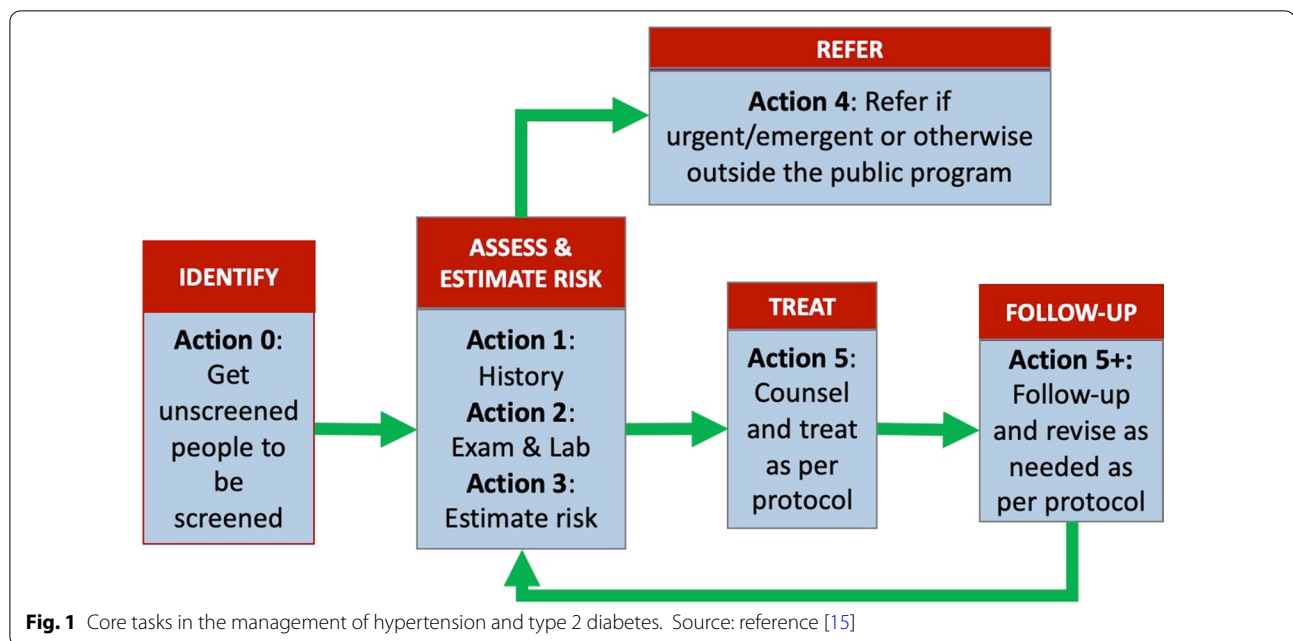 REFER
Action 4: Refer if
urgent/emergent or otherwise
outside the public program
IDENTIFY
Action 0:
Get
unscreened
people to
be
screened
ASSESS &
ESTIMATE RISK
Action 1:
History
Action 2:
Exam & Lab
Action 3:
Estimate risk
TREAT
Action 5:
Counsel
and treat
as per
protocol
FOLLOW-UP
Action 5+:
Follow-up
and revise as
needed as
per protocol
Fig. 1 Core tasks in the management of hypertension and type 2 diabetes. Source: reference [15]